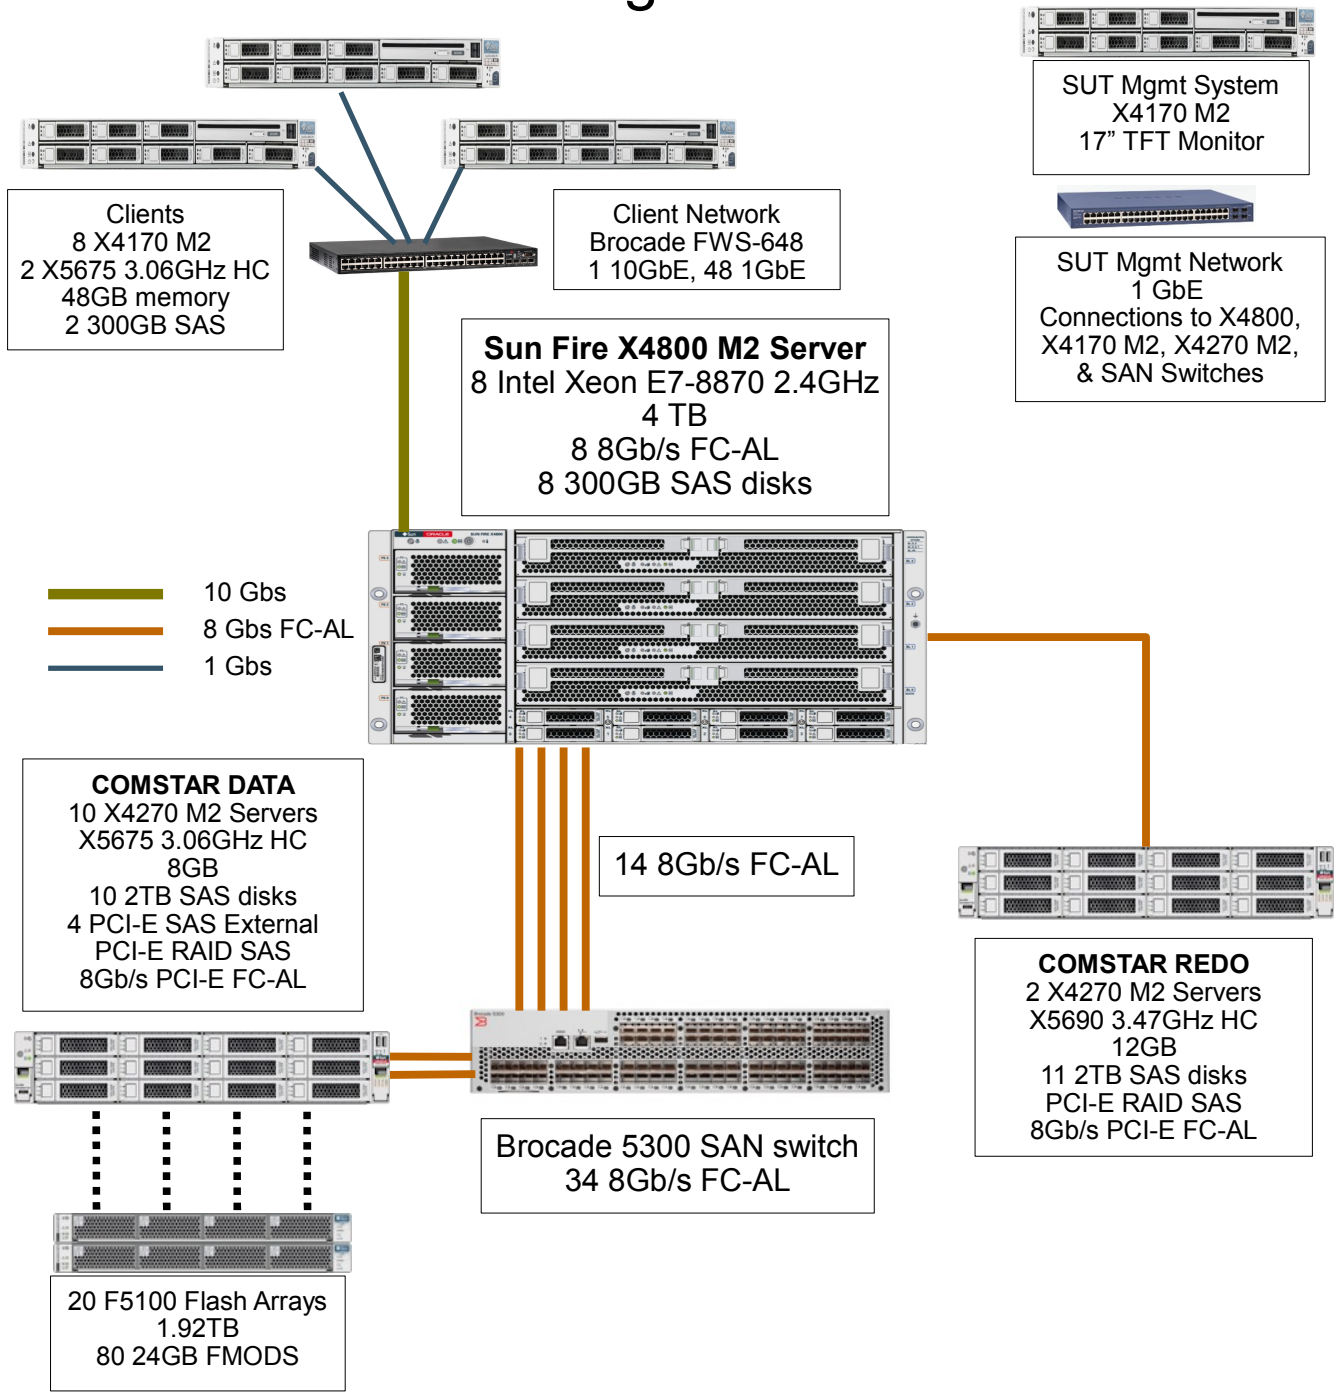 SUT Mgmt System
X4170 M2
17” TFT Monitor
Clients
8 X4170 M2
2 X5675 3.06GHz HC
48GB memory
2 300GB SAS
Client Network
Brocade FWS-648
1 10GbE, 48 1GbE
SUT Mgmt Network
1 GbE
Connections to X4800,
X4170 M2, X4270 M2,
& SAN Switches
Sun Fire X4800 M2 Server
8 Intel Xeon E7-8870 2.4GHz
4 TB
8 8Gb/s FC-AL
8 300GB SAS disks
Sun ORACLE SUN FIRE X4800
10 Gbs
8 Gbs FC-AL
1 Gbs
COMSTAR DATA
10 X4270 M2 Servers
X5675 3.06GHz HC
8GB
10 2TB SAS disks
4 PCI-E SAS External
PCI-E RAID SAS
8Gb/s PCI-E FC-AL
14 8Gb/s FC-AL
COMSTAR REDO
2 X4270 M2 Servers
X5690 3.47GHz HC
12GB
11 2TB SAS disks
PCI-E RAID SAS
8Gb/s PCI-E FC-AL
Brocade 5300
Brocade 5300 SAN switch
34 8Gb/s FC-AL
20 F5100 Flash Arrays
1.92TB
80 24GB FMODS